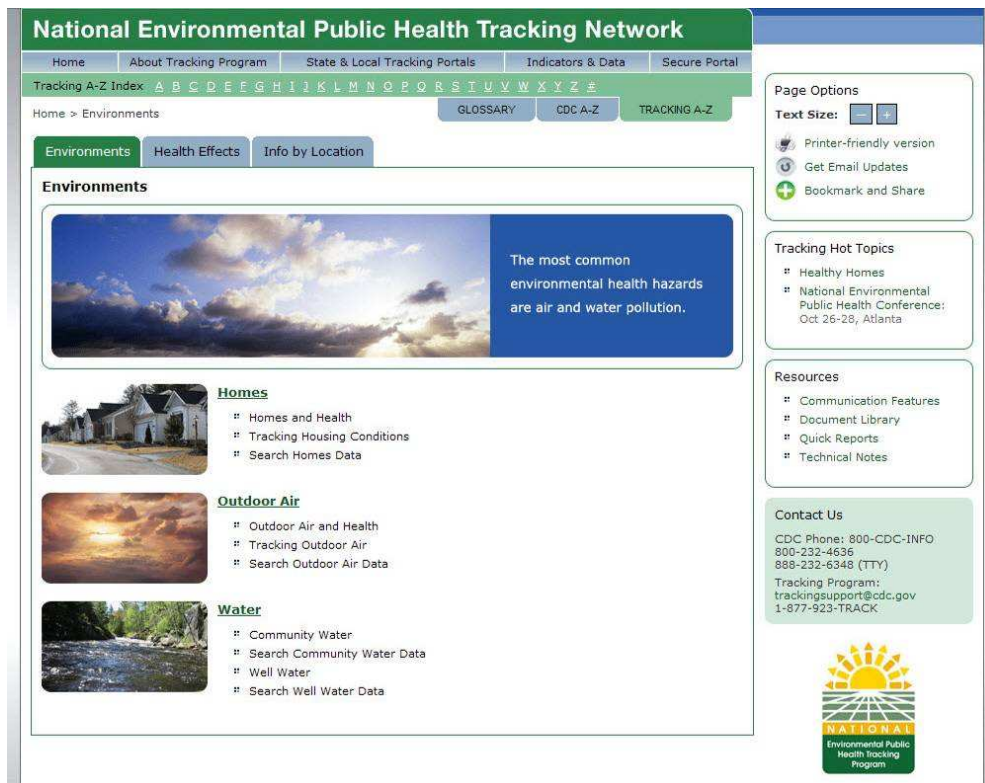 National Environmental Public Health Tracking Network
Home About Tracking Program State & Local Tracking Portals Indicators & Data Secure Portal
Tracking A-Z Index A B C D E F G H I J K L M N O P Q R S T U V W X Y Z #
Home > Environments
GLOSSARY CDC A-Z TRACKING A-Z
Environments Health Effects Info by Location
Environments
The most common
environmental health hazards
are air and water pollution.
Homes
Homes and Health
Tracking Housing Conditions
Search Homes Data
Outdoor Air
Outdoor Air and Health
Tracking Outdoor Air
Search Outdoor Air Data
Water
Community Water
Search Community Water Data
Well Water
Search Well Water Data
Page Options
Text Size: - +
Printer-friendly version
Get Email Updates
Bookmark and Share
Tracking Hot Topics
Healthy Homes
National Environmental
Public Health Conference:
Oct 26-28, Atlanta
Resources
Communication Features
Document Library
Quick Reports
Technical Notes
Contact Us
CDC Phone: 800-CDC-INFO
800-232-4636
888-232-6348 (TTY)
Tracking Program:
trackingsupport@cdc.gov
1-877-923-TRACK
NATIONAL
Environmental Public
Health Tracking
Program